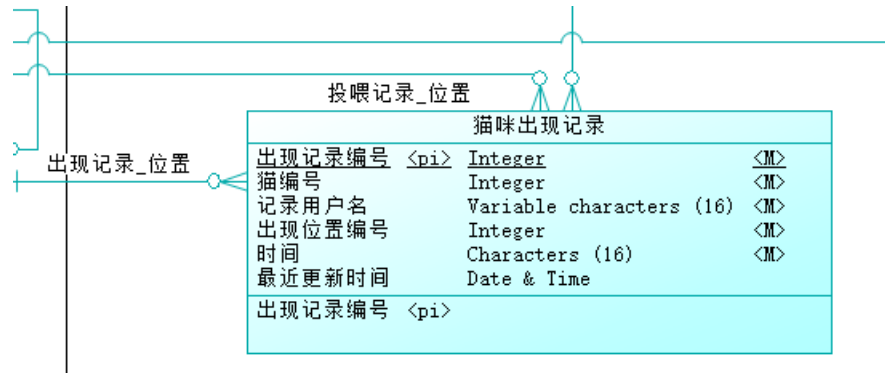 投喂记录_位置
猫咪出现记录
出现记录_位置
出现记录编号 <pi> Integer <M>
猫编号 Integer <M>
记录用户名 Variable characters (16) <M>
出现位置编号 Integer <M>
时间 Characters (16) <M>
最近更新时间 Date & Time
出现记录编号 <pi>